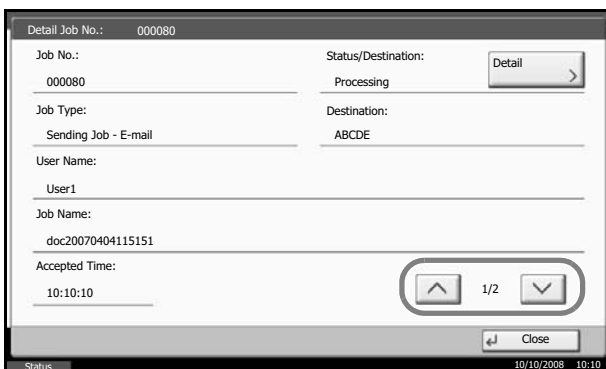 Detail Job No.: 000080
Job No.:
000080
Status/Destination:
Processing
Detail
Job Type:
Sending Job - E-mail
Destination:
ABCDE
User Name:
User1
Job Name:
doc20070404115151
Accepted Time:
10:10:10
1/2
Close
Status 10/10/2008 10:10